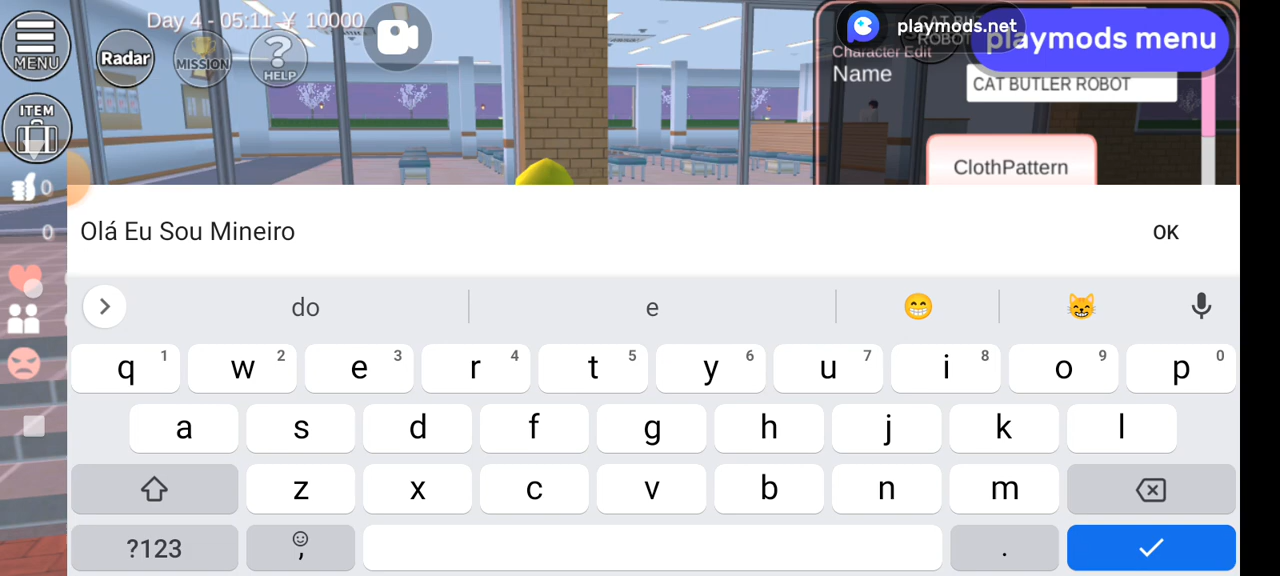 Day 4 - 05:11 ¥ 10000
MENU
Radar
MISSION
HELP
playmods.net
playmods menu
Character Edit
Name
CAT BUTLER ROBOT
ITEM
ClothPattern
0
0
Olá Eu Sou Mineiro
OK
do e
q 1 w 2 e 3 r 4 t 5 y 6 u 7 i 8 o 9 p 0
a s d f g h j k l
z x c v b n m
?123 , .